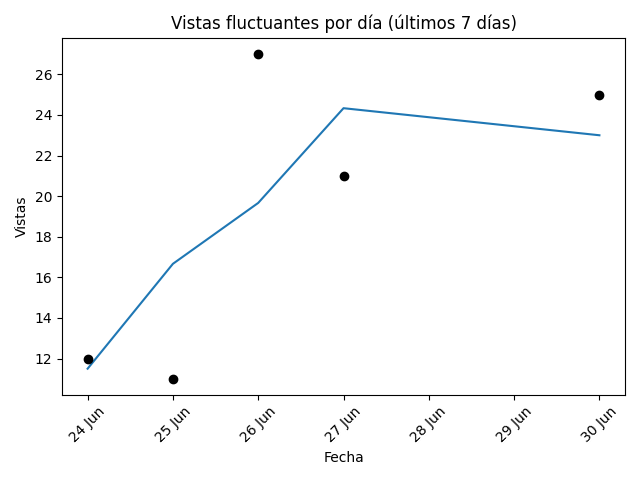 Vistas fluctuantes por día (últimos 7 días)
Vistas
26
24
22
20
18
16
14
12
24 Jun
25 Jun
26 Jun
27 Jun
28 Jun
29 Jun
30 Jun
Fecha